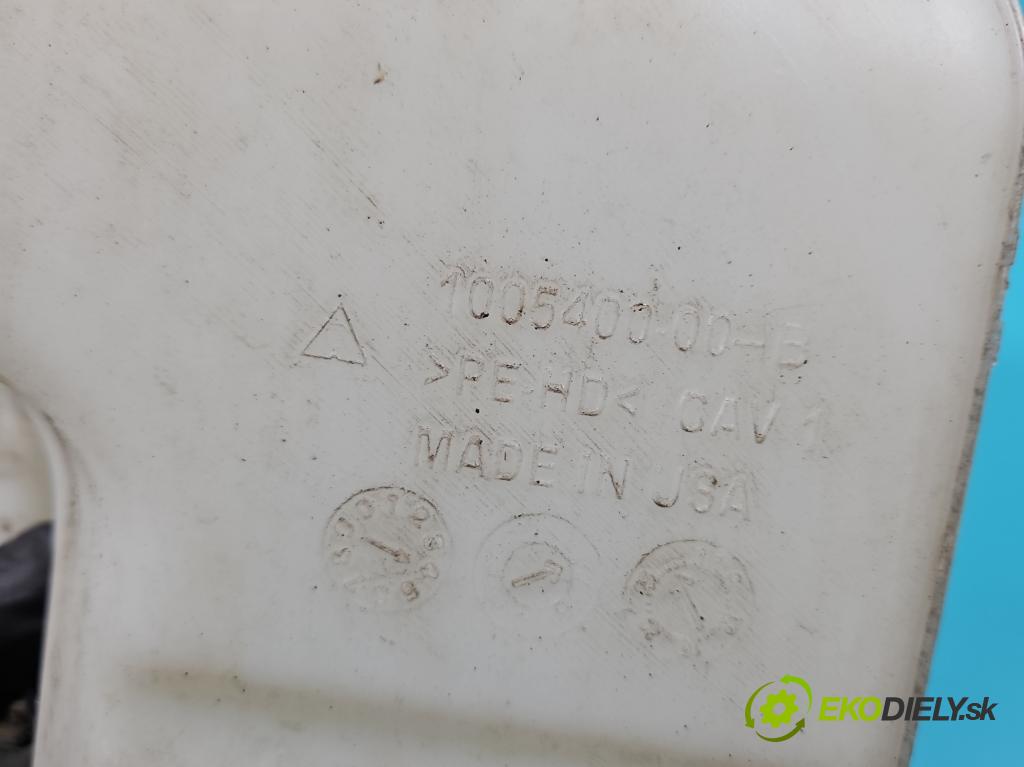 1005400-00-B
>PE-HD< CAV 1
MADE IN USA
EKODIELY.sk